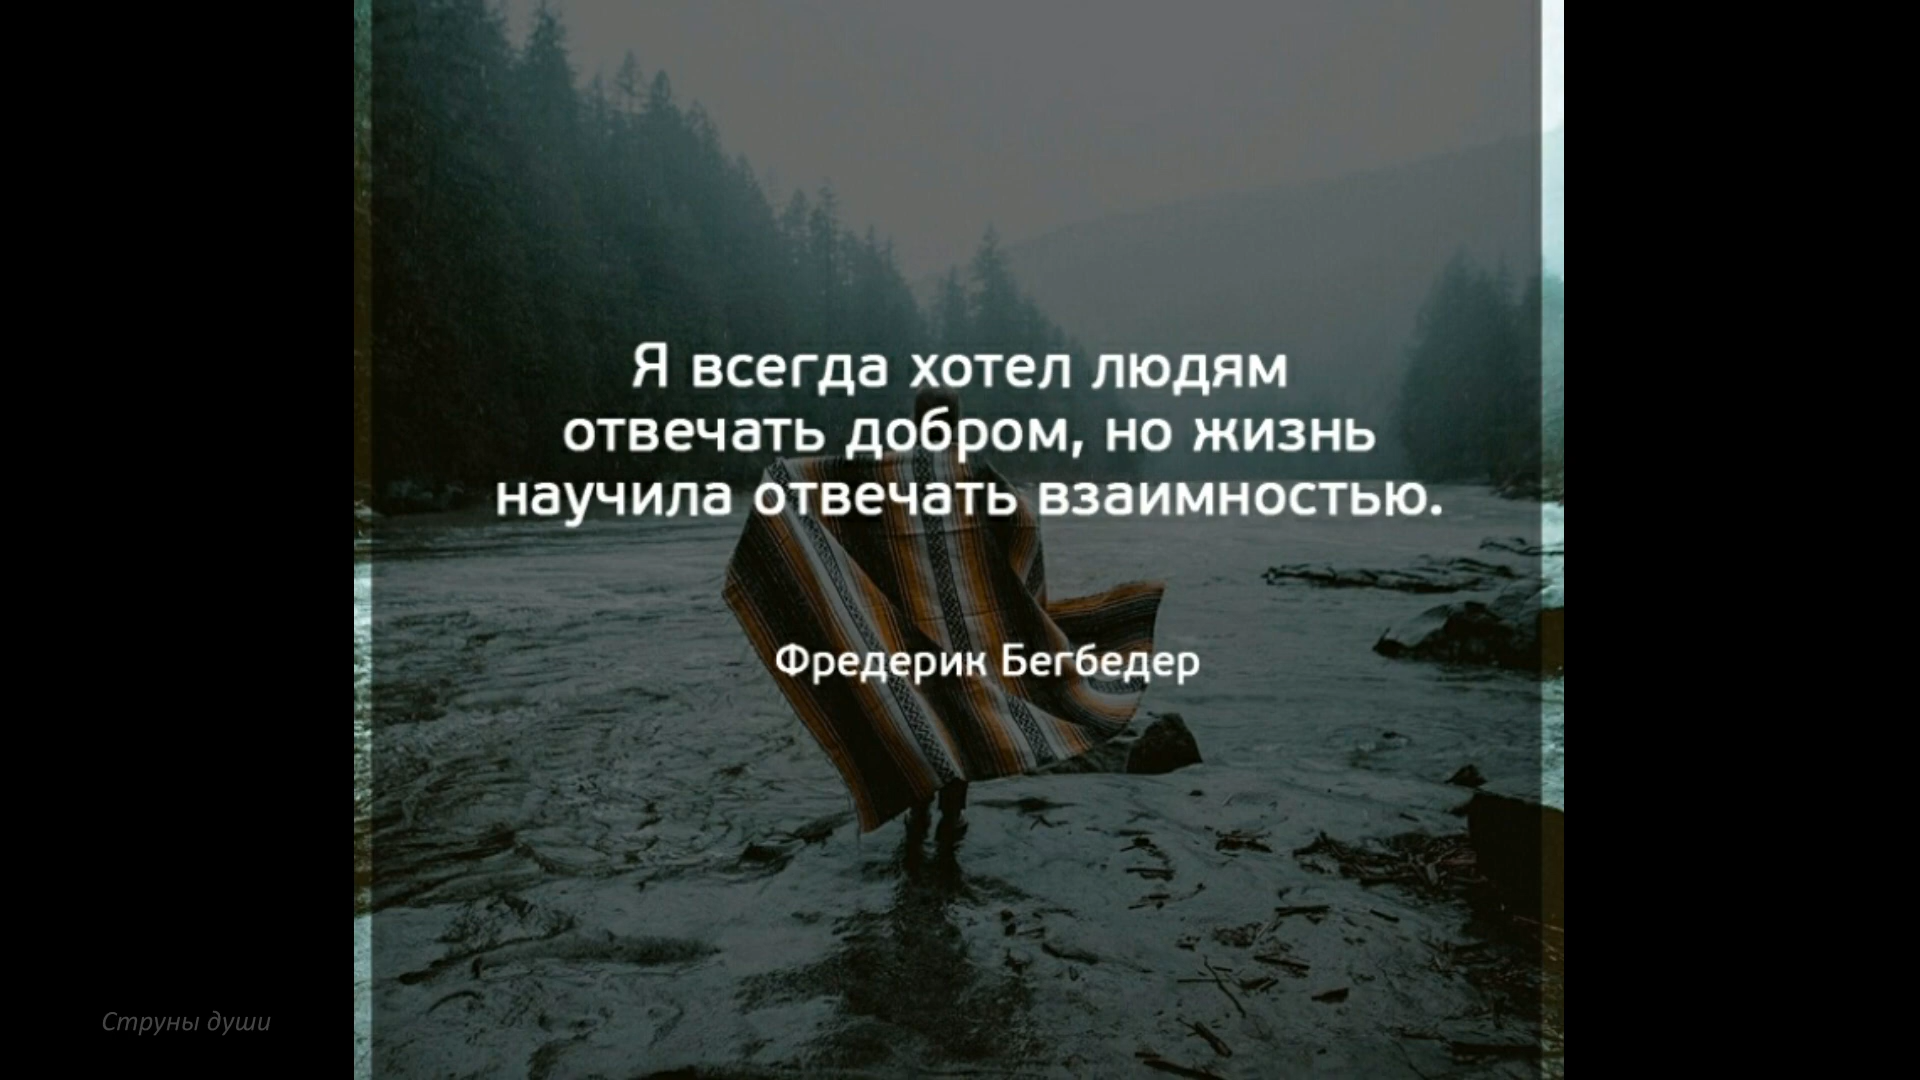 Я всегда хотел людям
отвечать добром, но жизнь
научила отвечать взаимностью.
Фредерик Бегбедер
Струны души